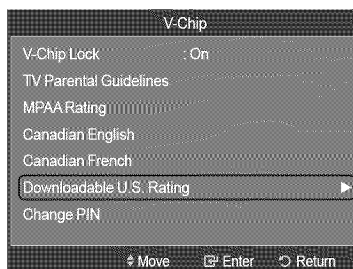 V-Chip
V-Chip Lock : On
TV Parental Guidelines
MPAA Rating
Canadian English
Canadian French
Downloadable U.S. Rating
Change PIN
Move Enter Return